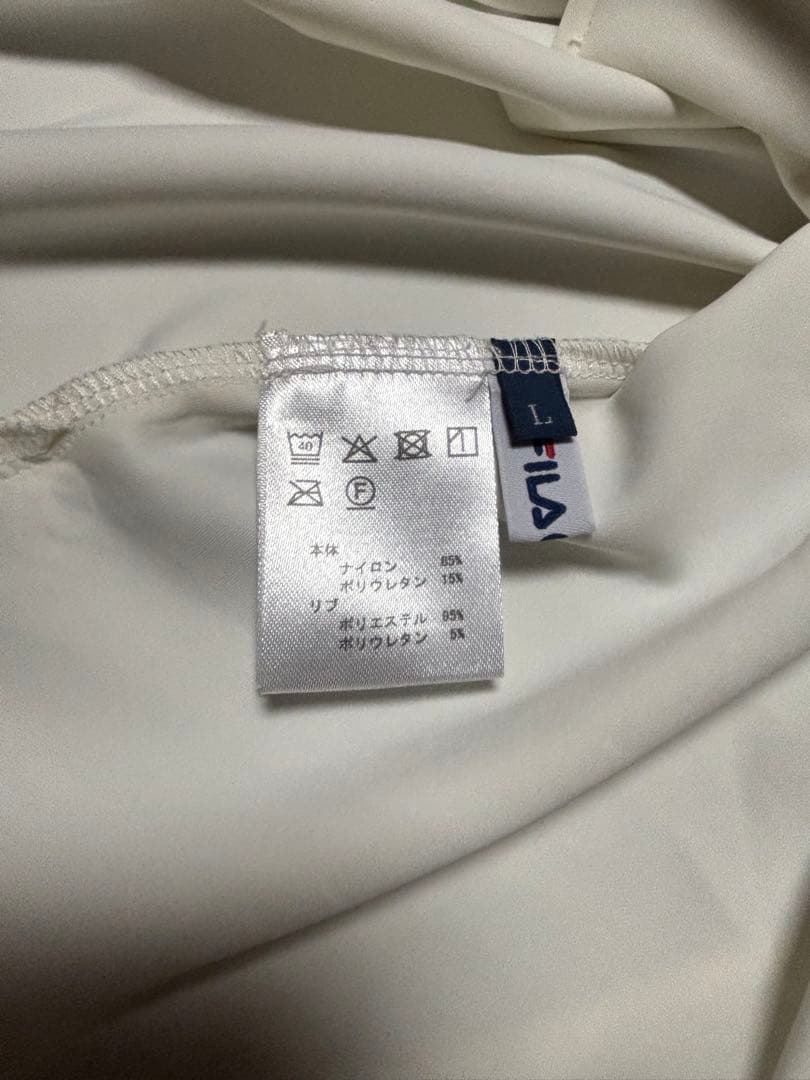 40
F
本体
ナイロン 85%
ポリウレタン 15%
リブ
ポリエステル 95%
ポリウレタン 5%
L
FILA